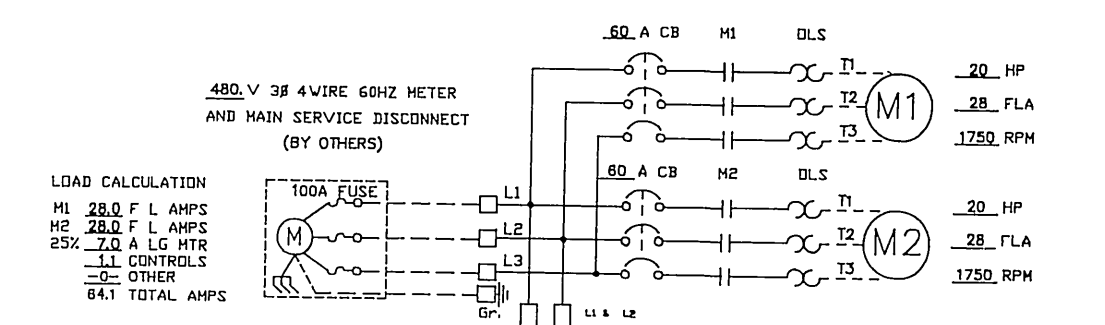 60 A CB M1 OLS
480. V 3Ø 4WIRE 60HZ METER
AND MAIN SERVICE DISCONNECT
(BY OTHERS)
T1
T2
T3
M1
20 HP
28 FLA
1750 RPM
60 A CB M2 OLS
T1
T2
T3
M2
20 HP
28 FLA
1750 RPM
LOAD CALCULATION
M1 28.0 F L AMPS
M2 28.0 F L AMPS
25% 7.0 A LG MTR
1.1 CONTROLS
-0- OTHER
64.1 TOTAL AMPS
100A FUSE
M
L1
L2
L3
Gr.
L1 & L2